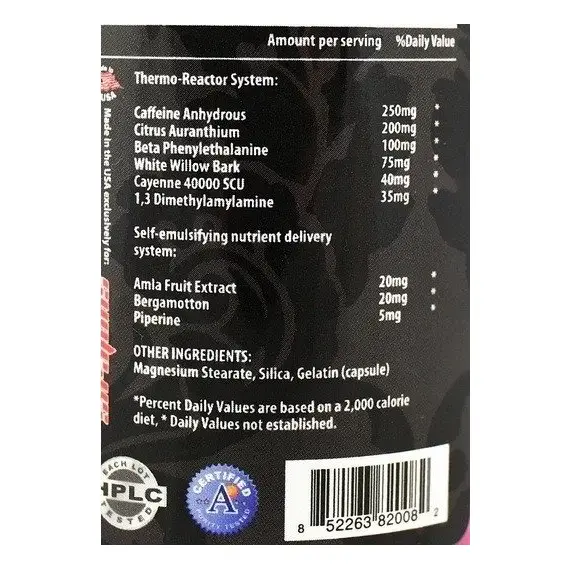 Amount per serving %Daily Value
Thermo-Reactor System:
Caffeine Anhydrous 250mg *
Citrus Auranthium 200mg *
Beta Phenylethalanine 100mg *
White Willow Bark 75mg *
Cayenne 40000 SCU 40mg *
1,3 Dimethylamylamine 35mg
Self-emulsifying nutrient delivery
system:
Amla Fruit Extract 20mg *
Bergamotton 20mg *
Piperine 5mg *
OTHER INGREDIENTS:
Magnesium Stearate, Silica, Gelatin (capsule)
*Percent Daily Values are based on a 2,000 calorie
diet, * Daily Values not established.
USA
Made in the USA exclusively for:
EACH LOT
HPLC
TESTED
CERTIFIED
A
TESTED
8 52263 82008 2